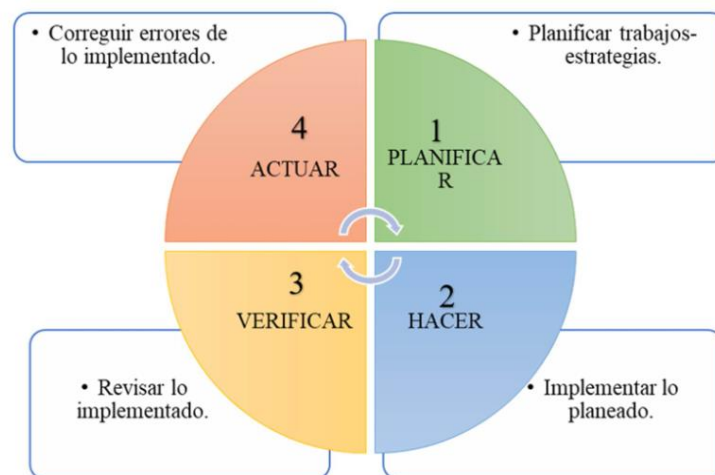 • Correguir errores de
lo implementado.
• Planificar trabajos-
estrategias.
4
ACTUAR
1
PLANIFICA
R
3
VERIFICAR
2
HACER
• Revisar lo
implementado.
• Implementar lo
planeado.